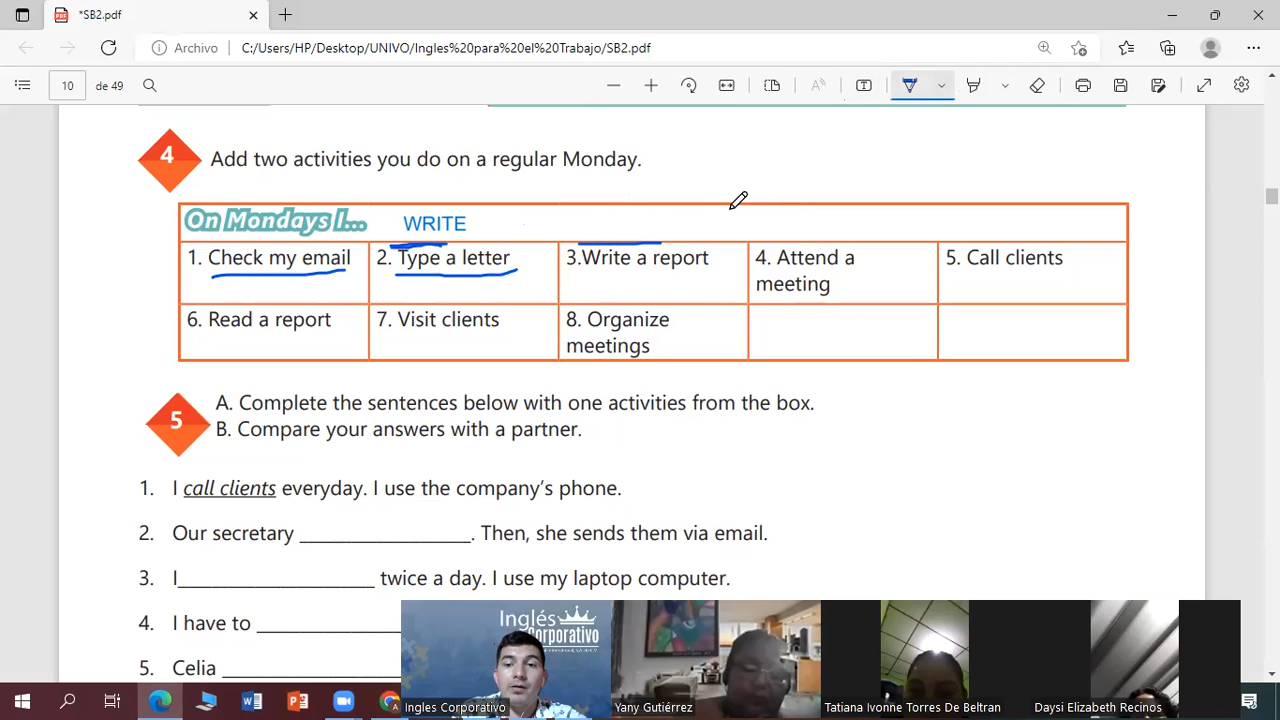 *SB2.pdf
Archivo
C:/Users/HP/Desktop/UNIVO/Ingles%20para%20el%20Trabajo/SB2.pdf
10
de 49
4
Add two activities you do on a regular Monday.
On Mondays I...
WRITE
1. Check my email
2. Type a letter
3.Write a report
4. Attend a
meeting
5. Call clients
6. Read a report
7. Visit clients
8. Organize
meetings
5
A. Complete the sentences below with one activities from the box.
B. Compare your answers with a partner.
1. I call clients everyday. I use the company's phone.
2. Our secretary _________________. Then, she sends them via email.
3. I____________________ twice a day. I use my laptop computer.
4. I have to ______________
5. Celia __________________
Inglés
Corporativo
Ingles Corporativo
Yany Gutiérrez
Tatiana Ivonne Torres De Beltran
Daysi Elizabeth Recinos